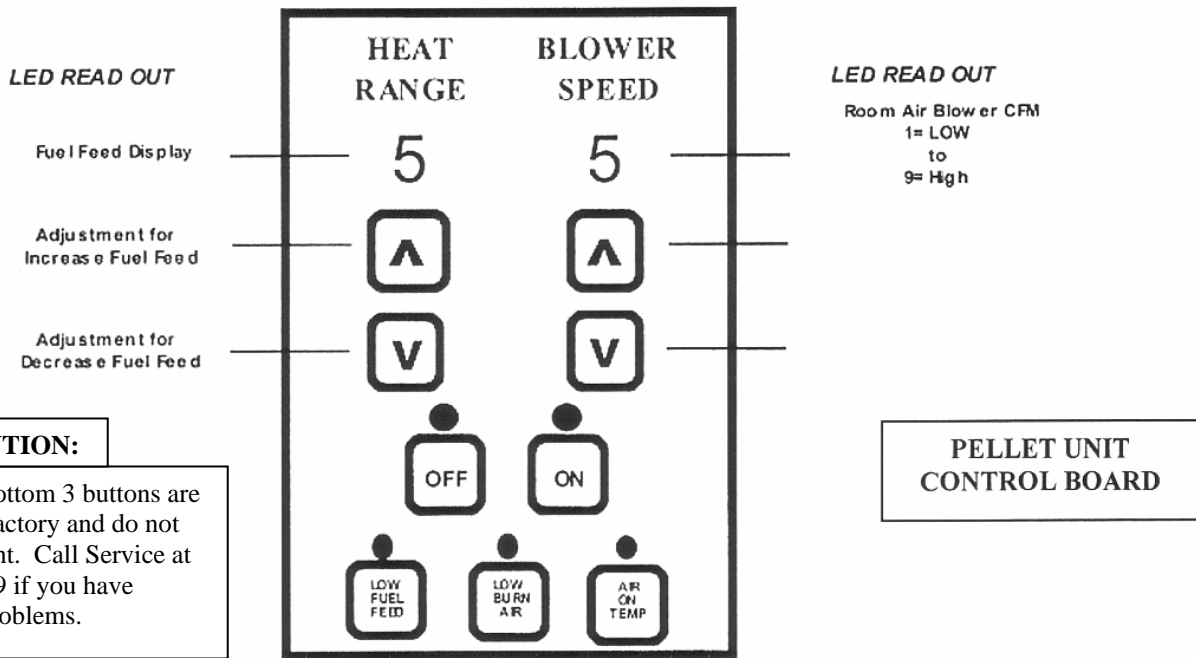 LED READ OUT
Fuel Feed Display
Adjustment for
Increase Fuel Feed
Adjustment for
Decrease Fuel Feed
HEAT
RANGE
BLOWER
SPEED
5
5
Λ
Λ
V
V
OFF
ON
LOW
FUEL
FEED
LOW
BURN
AIR
AIR
ON
TEMP
LED READ OUT
Room Air Blower CFM
1= LOW
to
9= High
UTION:
ottom 3 buttons are
actory and do not
nt. Call Service at
9 if you have
oblems.
PELLET UNIT
CONTROL BOARD